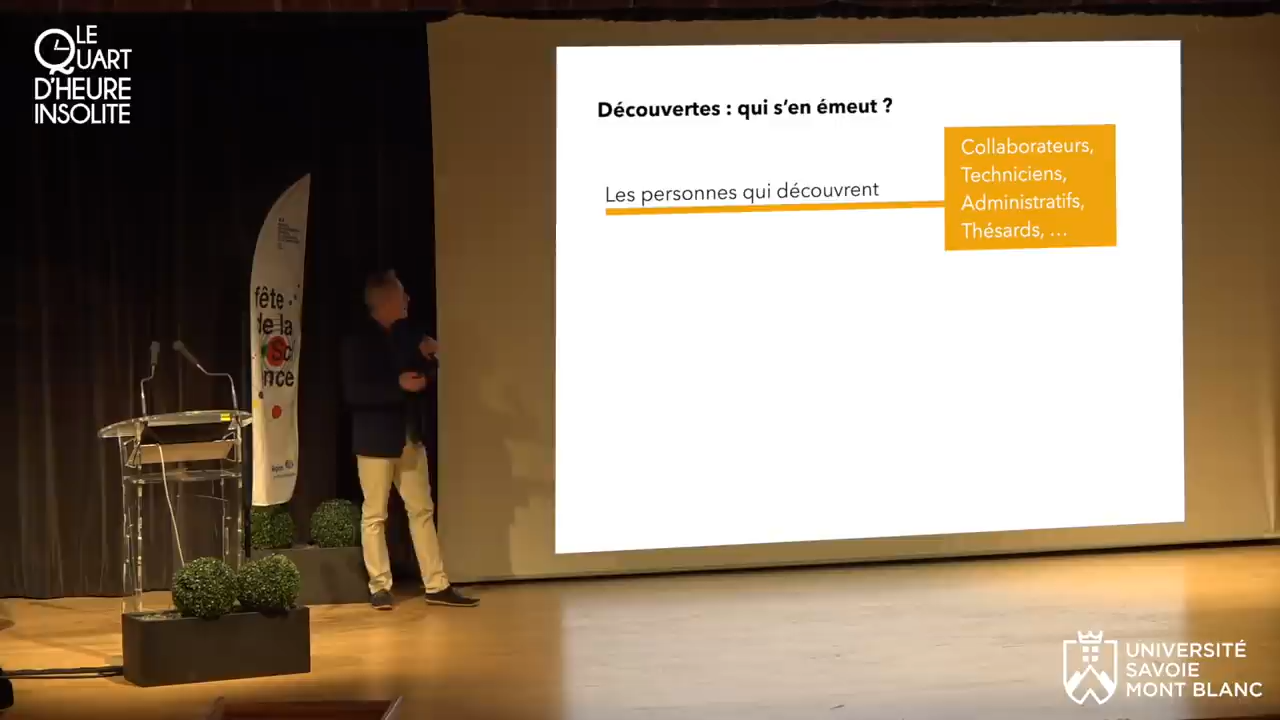 LE
QUART
D'HEURE
INSOLITE
Découvertes : qui s'en émeut ?
Les personnes qui découvrent
Collaborateurs,
Techniciens,
Administratifs,
Thésards, ...
fête
de la
Sci
nce
UNIVERSITÉ
SAVOIE
MONT BLANC